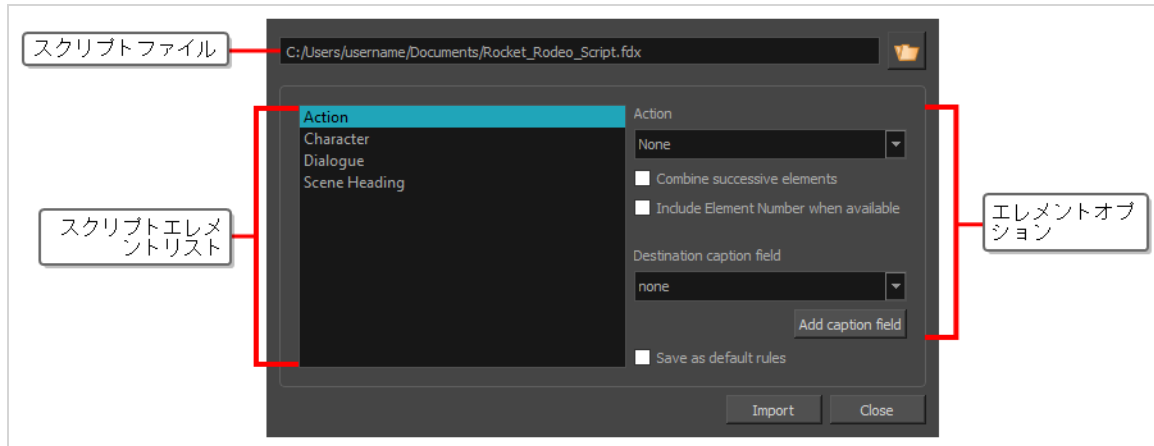 スクリプトファイル
C:/Users/username/Documents/Rocket_Rodeo_Script.fdx
Action
Character
Dialogue
Scene Heading
スクリプトエレメ
ントリスト
Action
None
Combine successive elements
Include Element Number when available
Destination caption field
none
Add caption field
Save as default rules
エレメントオプ
ション
Import
Close